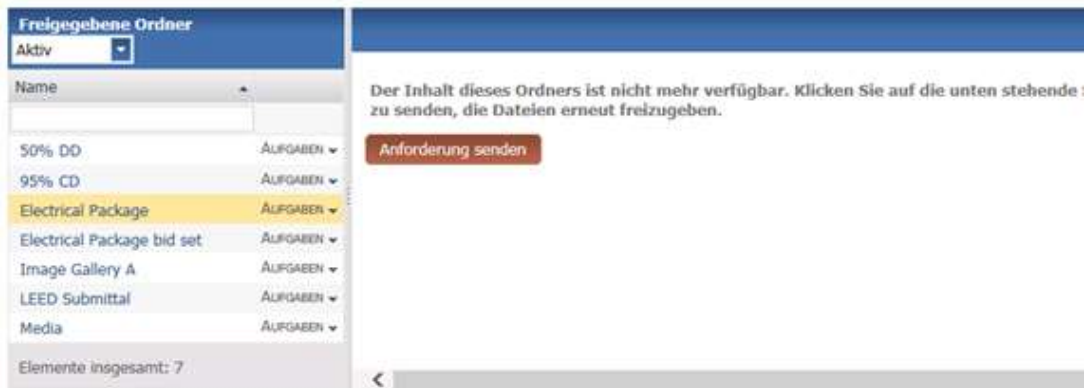 Freigegebene Ordner
Aktiv
Name
50% DD AUFGABEN
95% CD AUFGABEN
Electrical Package AUFGABEN
Electrical Package bid set AUFGABEN
Image Gallery A AUFGABEN
LEED Submittal AUFGABEN
Media AUFGABEN
Elemente insgesamt: 7
Der Inhalt dieses Ordners ist nicht mehr verfügbar. Klicken Sie auf die unten stehende
zu senden, die Dateien erneut freizugeben.
Anforderung senden